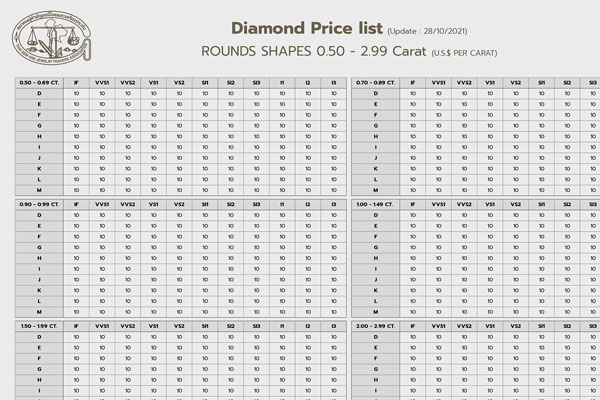 Diamond Price list (Update : 28/10/2021)
ROUNDS SHAPES 0.50 - 2.99 Carat (U.S.$ PER CARAT)
0.50 - 0.69 CT. IF VVS1 VVS2 VS1 VS2 SI1 SI2 SI3 I1 I2 I3
D 10 10 10 10 10 10 10 10 10 10 10
E 10 10 10 10 10 10 10 10 10 10 10
F 10 10 10 10 10 10 10 10 10 10 10
G 10 10 10 10 10 10 10 10 10 10 10
H 10 10 10 10 10 10 10 10 10 10 10
I 10 10 10 10 10 10 10 10 10 10 10
J 10 10 10 10 10 10 10 10 10 10 10
K 10 10 10 10 10 10 10 10 10 10 10
L 10 10 10 10 10 10 10 10 10 10 10
M 10 10 10 10 10 10 10 10 10 10 10
0.70 - 0.89 CT. IF VVS1 VVS2 VS1 VS2 SI1 SI2 SI3
D 10 10 10 10 10 10 10 10
E 10 10 10 10 10 10 10 10
F 10 10 10 10 10 10 10 10
G 10 10 10 10 10 10 10 10
H 10 10 10 10 10 10 10 10
I 10 10 10 10 10 10 10 10
J 10 10 10 10 10 10 10 10
K 10 10 10 10 10 10 10 10
L 10 10 10 10 10 10 10 10
M 10 10 10 10 10 10 10 10
0.90 - 0.99 CT. IF VVS1 VVS2 VS1 VS2 SI1 SI2 SI3 I1 I2 I3
D 10 10 10 10 10 10 10 10 10 10 10
E 10 10 10 10 10 10 10 10 10 10 10
F 10 10 10 10 10 10 10 10 10 10 10
G 10 10 10 10 10 10 10 10 10 10 10
H 10 10 10 10 10 10 10 10 10 10 10
I 10 10 10 10 10 10 10 10 10 10 10
J 10 10 10 10 10 10 10 10 10 10 10
K 10 10 10 10 10 10 10 10 10 10 10
L 10 10 10 10 10 10 10 10 10 10 10
M 10 10 10 10 10 10 10 10 10 10 10
1.00 - 1.49 CT. IF VVS1 VVS2 VS1 VS2 SI1 SI2 SI3
D 10 10 10 10 10 10 10 10
E 10 10 10 10 10 10 10 10
F 10 10 10 10 10 10 10 10
G 10 10 10 10 10 10 10 10
H 10 10 10 10 10 10 10 10
I 10 10 10 10 10 10 10 10
J 10 10 10 10 10 10 10 10
K 10 10 10 10 10 10 10 10
L 10 10 10 10 10 10 10 10
M 10 10 10 10 10 10 10 10
1.50 - 1.99 CT. IF VVS1 VVS2 VS1 VS2 SI1 SI2 SI3 I1 I2 I3
D 10 10 10 10 10 10 10 10 10 10 10
E 10 10 10 10 10 10 10 10 10 10 10
F 10 10 10 10 10 10 10 10 10 10 10
G 10 10 10 10 10 10 10 10 10 10 10
H 10 10 10 10 10 10 10 10 10 10 10
I 10 10 10 10 10 10 10 10 10 10 10
2.00 - 2.99 CT. IF VVS1 VVS2 VS1 VS2 SI1 SI2 SI3
D 10 10 10 10 10 10 10 10
E 10 10 10 10 10 10 10 10
F 10 10 10 10 10 10 10 10
G 10 10 10 10 10 10 10 10
H 10 10 10 10 10 10 10 10
I 10 10 10 10 10 10 10 10